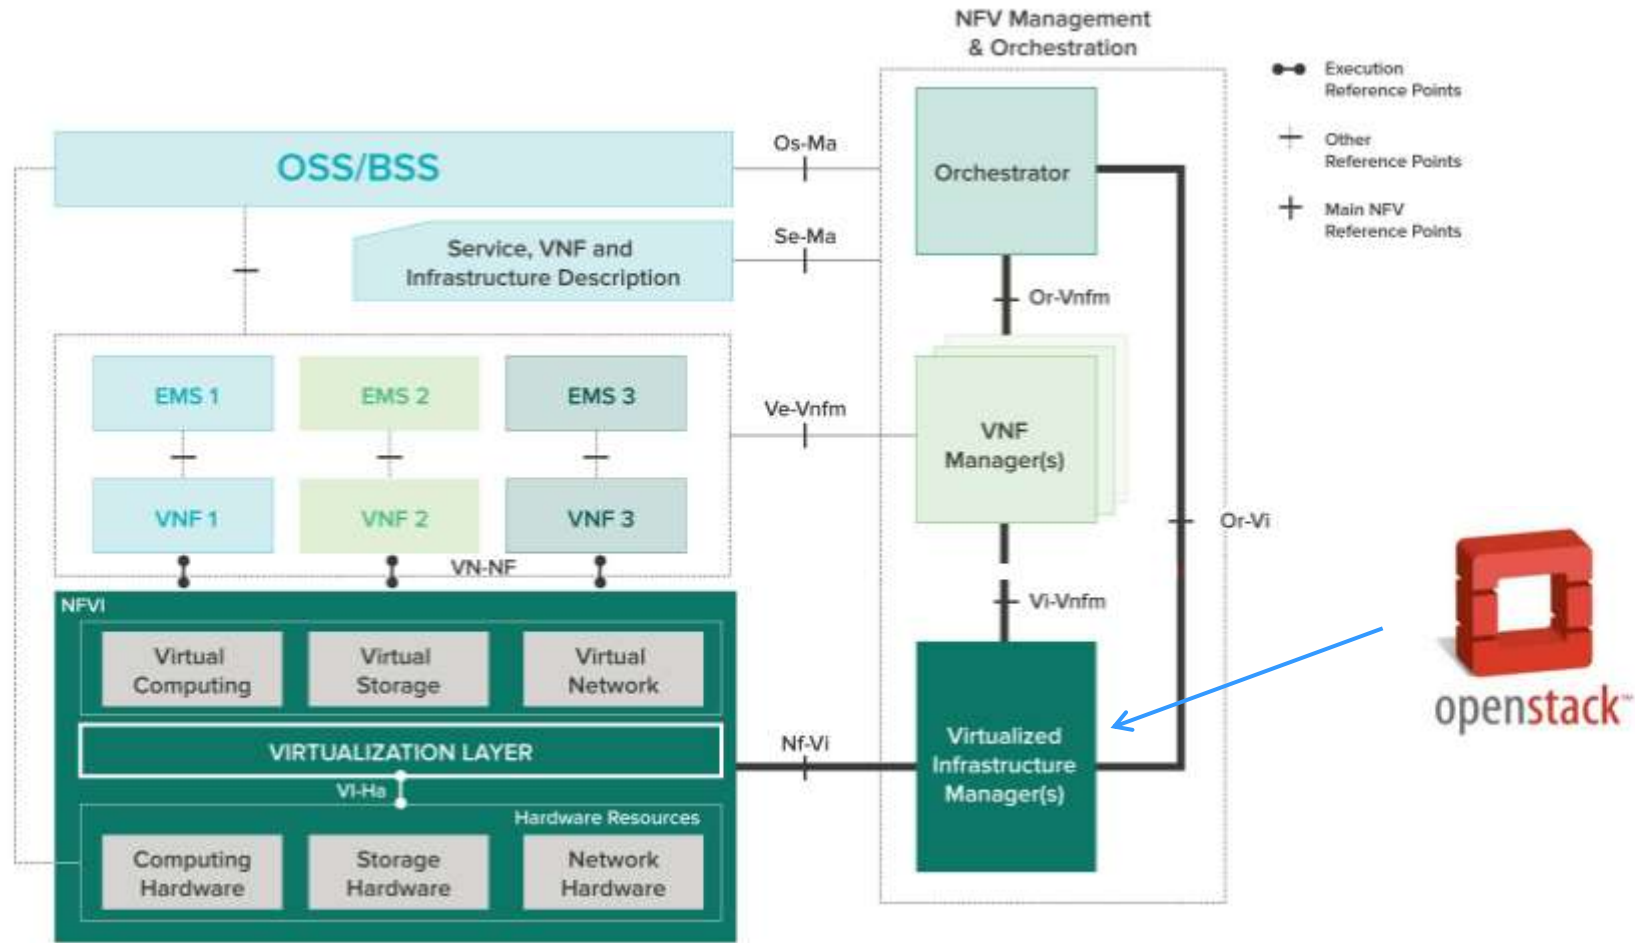 NFV Management
& Orchestration
Execution
Reference Points
Other
Reference Points
Main NFV
Reference Points
OSS/BSS
Os-Ma
Orchestrator
Service, VNF and
Infrastructure Description
Se-Ma
Or-Vnfm
EMS 1
EMS 2
EMS 3
Ve-Vnfm
VNF
Manager(s)
VNF 1
VNF 2
VNF 3
Or-Vi
VN-NF
NFVI
Vi-Vnfm
Virtual
Computing
Virtual
Storage
Virtual
Network
VIRTUALIZATION LAYER
Nf-Vi
Virtualized
Infrastructure
Manager(s)
VI-Ha
Hardware Resources
Computing
Hardware
Storage
Hardware
Network
Hardware
openstack™